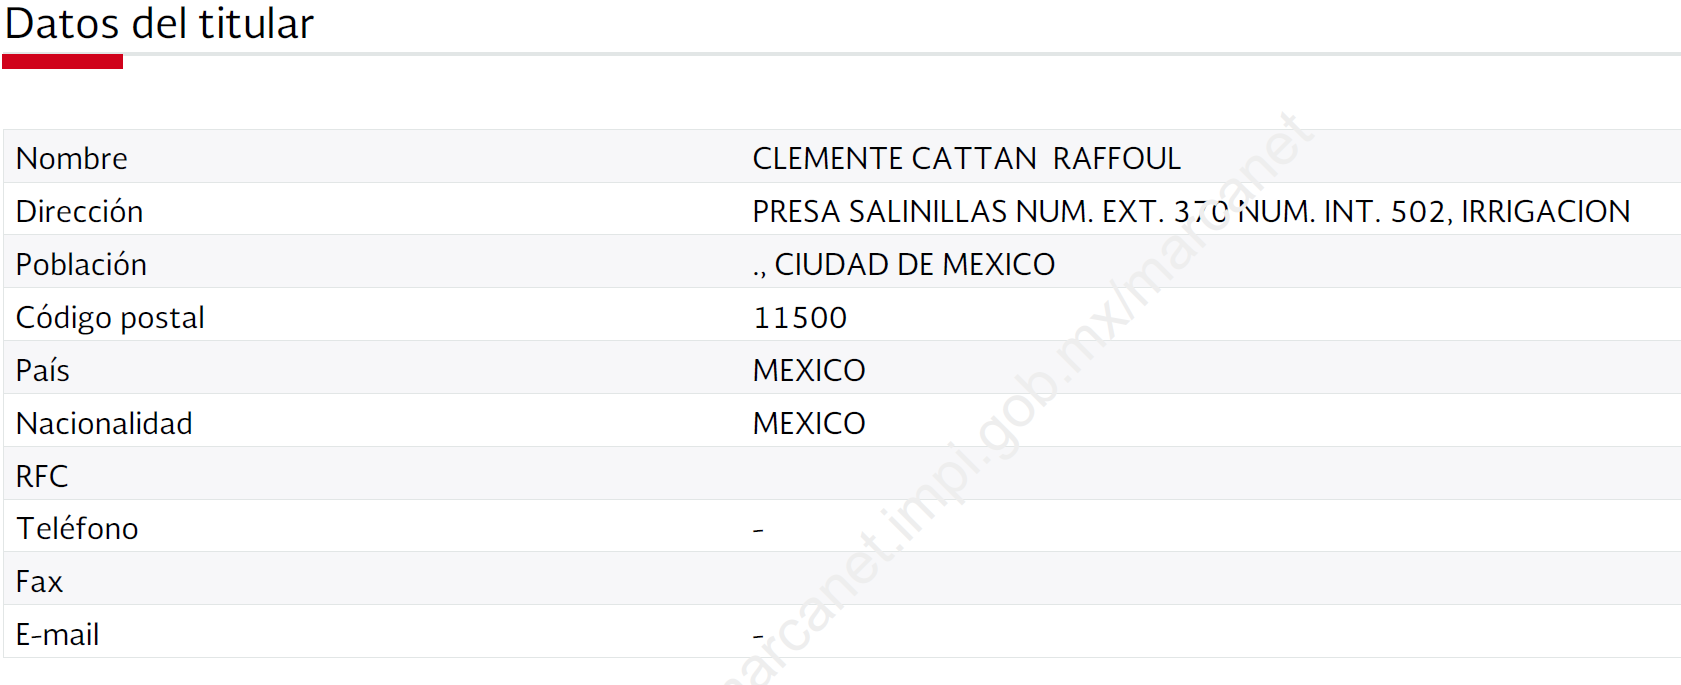 Datos del titular
Nombre CLEMENTE CATTAN  RAFFOUL
Dirección PRESA SALINILLAS NUM. EXT. 370 NUM. INT. 502, IRRIGACION
Población ., CIUDAD DE MEXICO
Código postal 11500
País MEXICO
Nacionalidad MEXICO
RFC
Teléfono -
Fax
E-mail -
marcanet.impi.gob.mx/marcanet